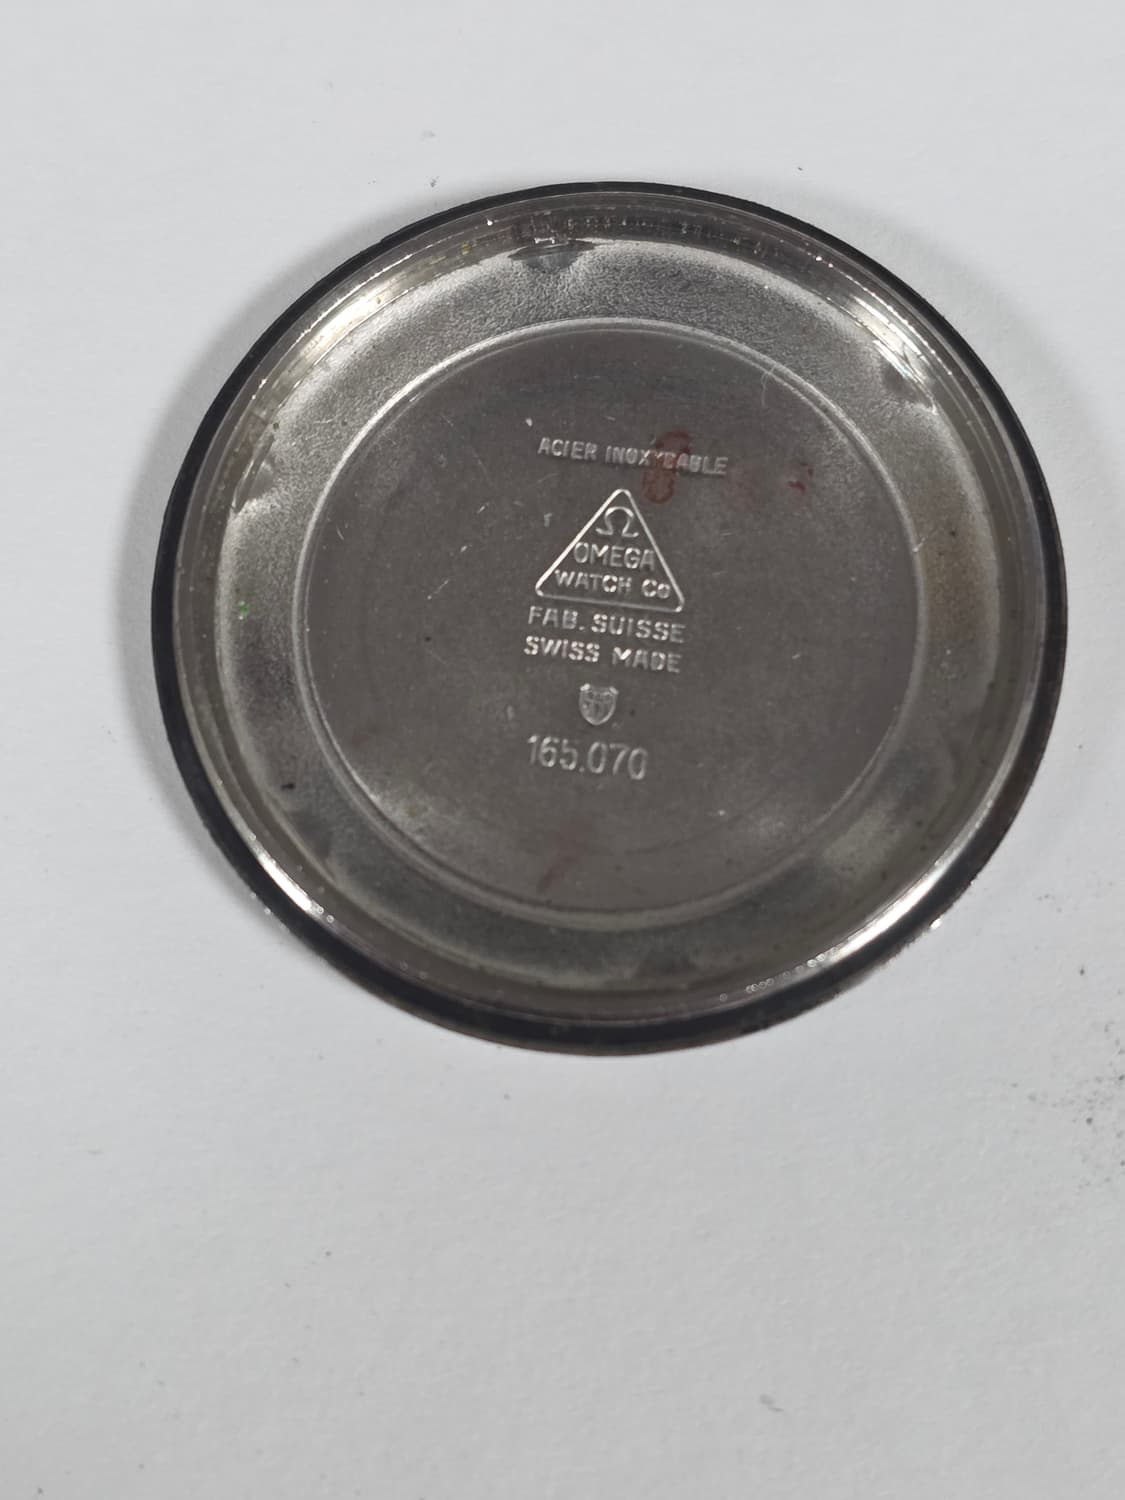 ACIER INOXYDABLE
Ω
OMEGA
WATCH Co
FAB. SUISSE
SWISS MADE
165.070